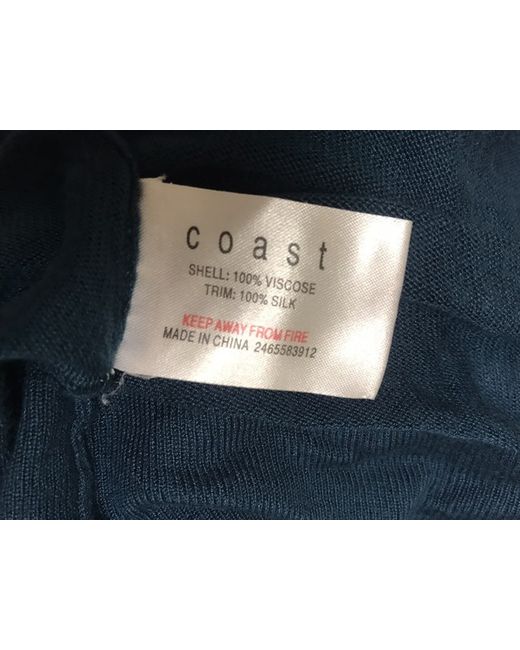 coast
SHELL: 100% VISCOSE
TRIM: 100% SILK
KEEP AWAY FROM FIRE
MADE IN CHINA 2465583912